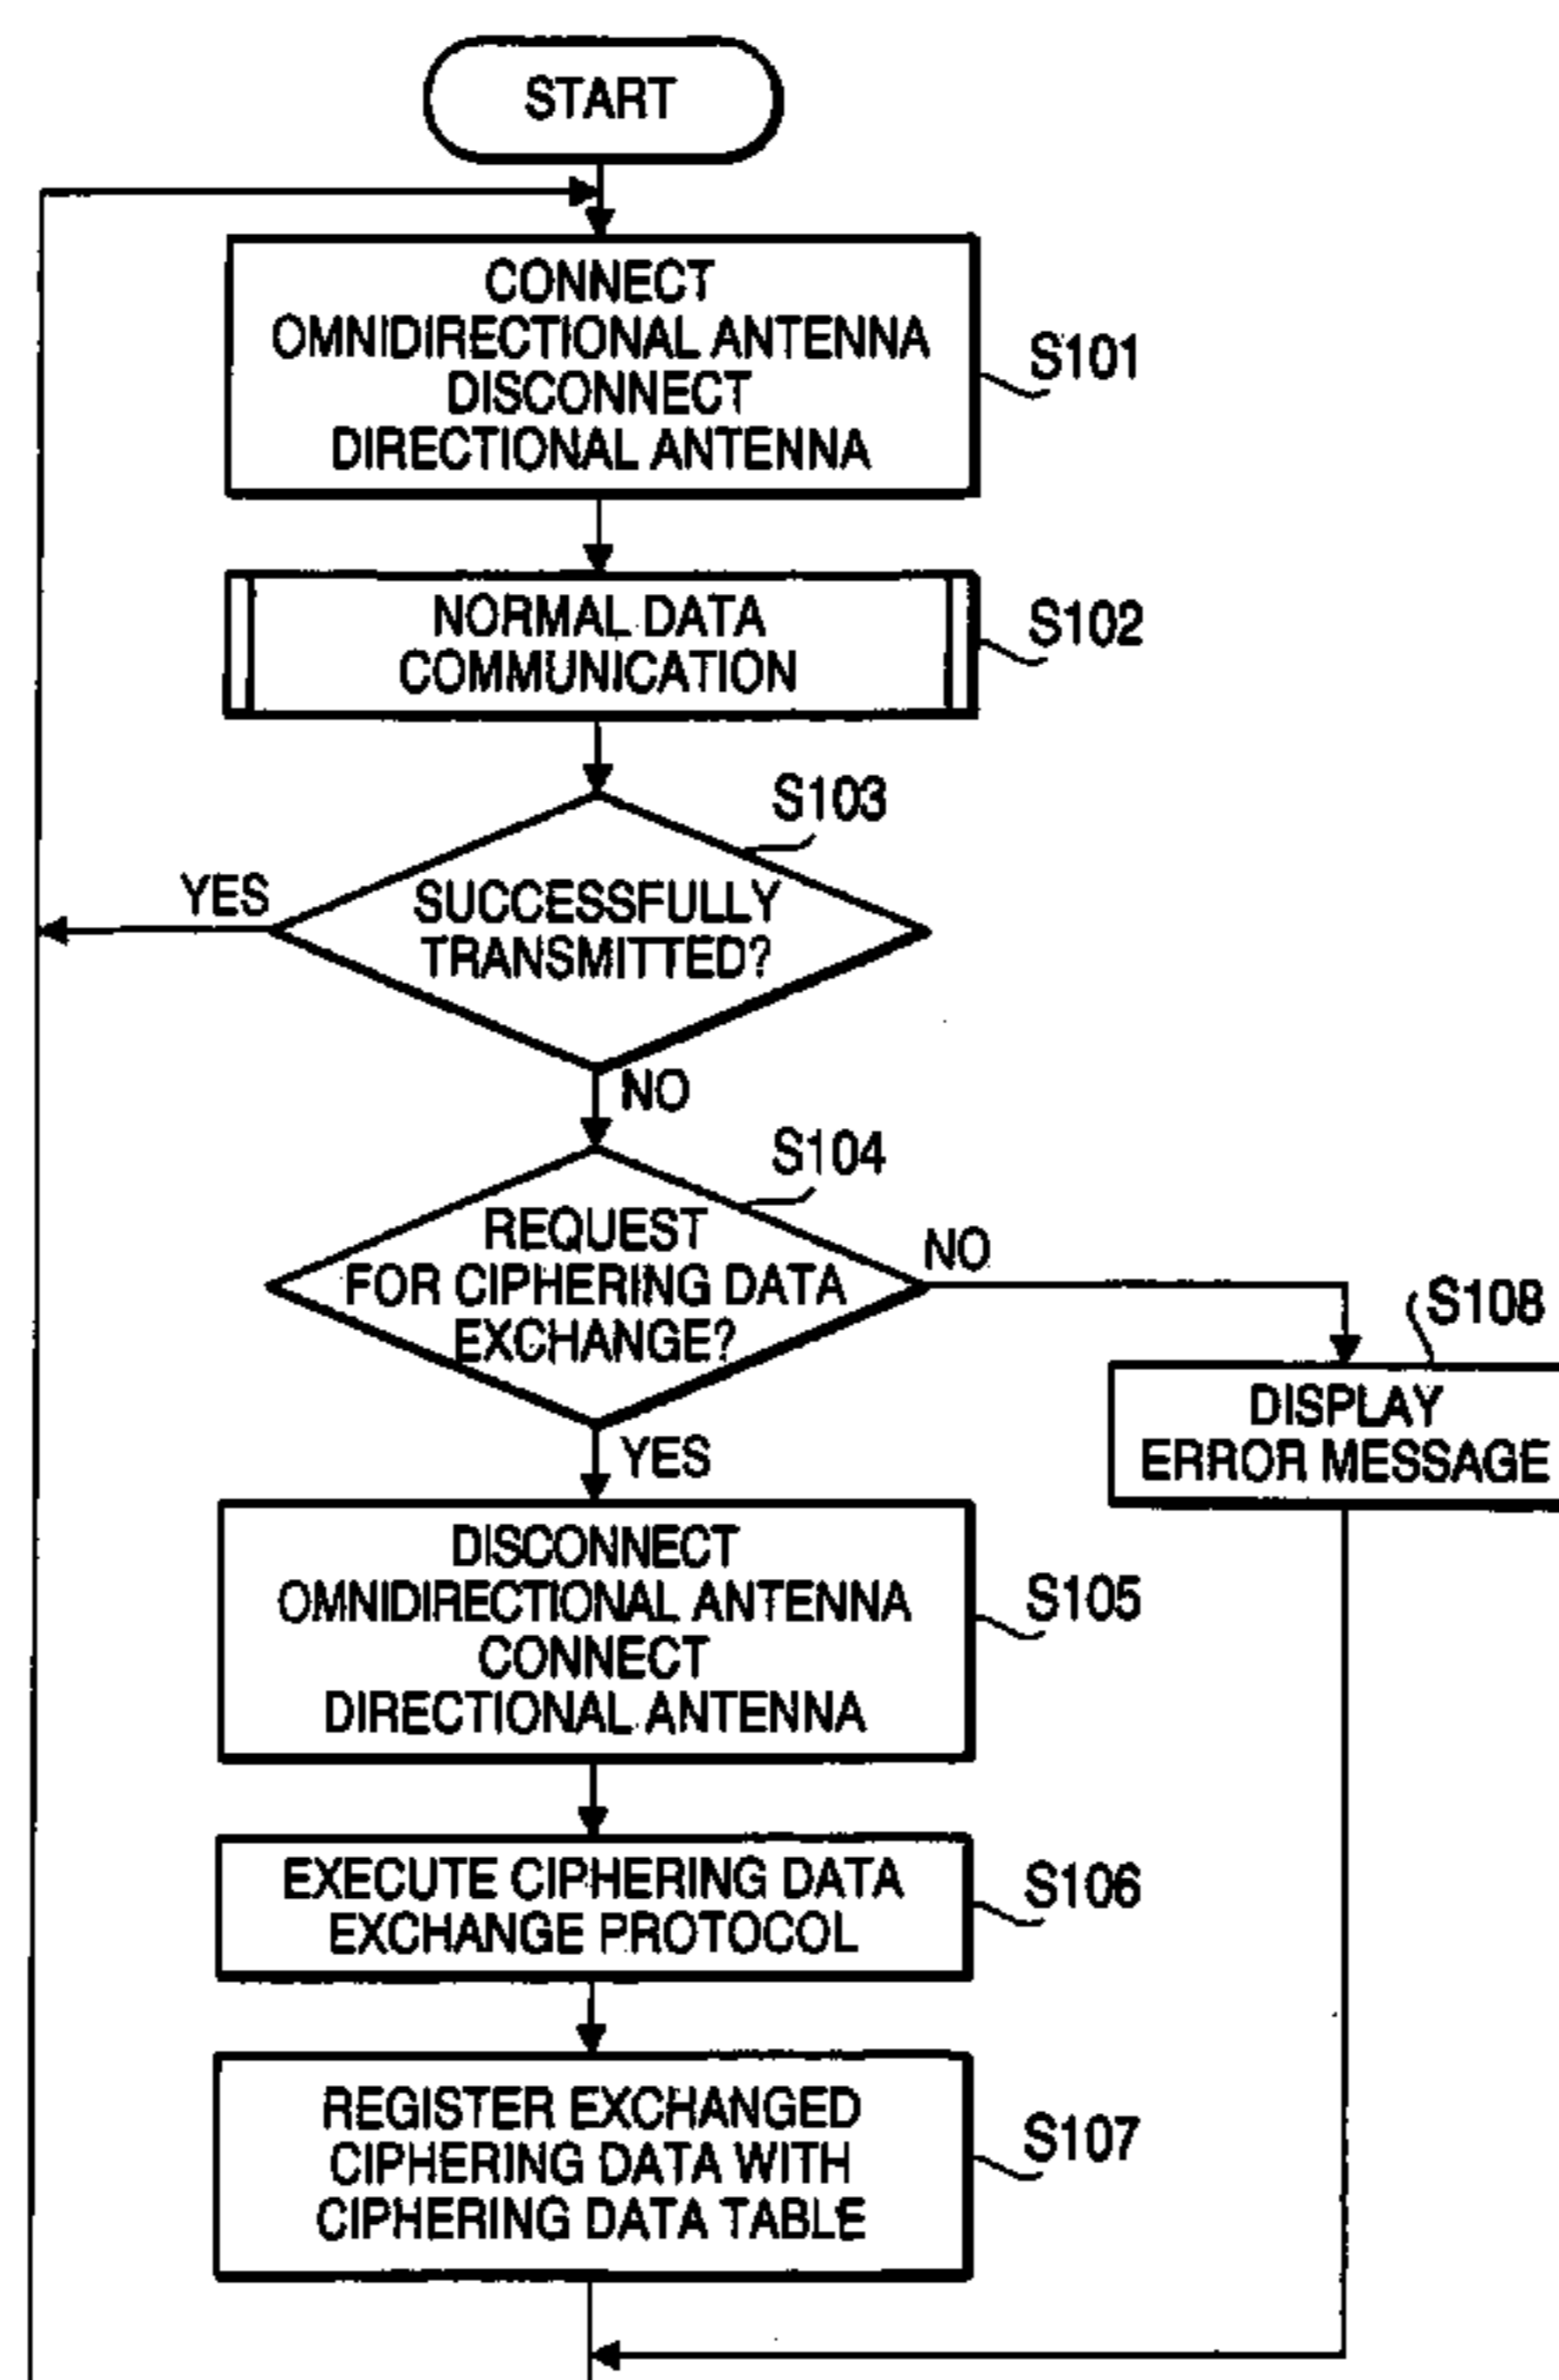 START
CONNECT
OMNIDIRECTIONAL ANTENNA
DISCONNECT
DIRECTIONAL ANTENNA
S101
NORMAL DATA
COMMUNICATION
S102
S103
YES
SUCCESSFULLY
TRANSMITTED?
NO
S104
REQUEST
FOR CIPHERING DATA
EXCHANGE?
NO
S108
DISPLAY
ERROR MESSAGE
YES
DISCONNECT
OMNIDIRECTIONAL ANTENNA
CONNECT
DIRECTIONAL ANTENNA
S105
EXECUTE CIPHERING DATA
EXCHANGE PROTOCOL
S106
REGISTER EXCHANGED
CIPHERING DATA WITH
CIPHERING DATA TABLE
S107